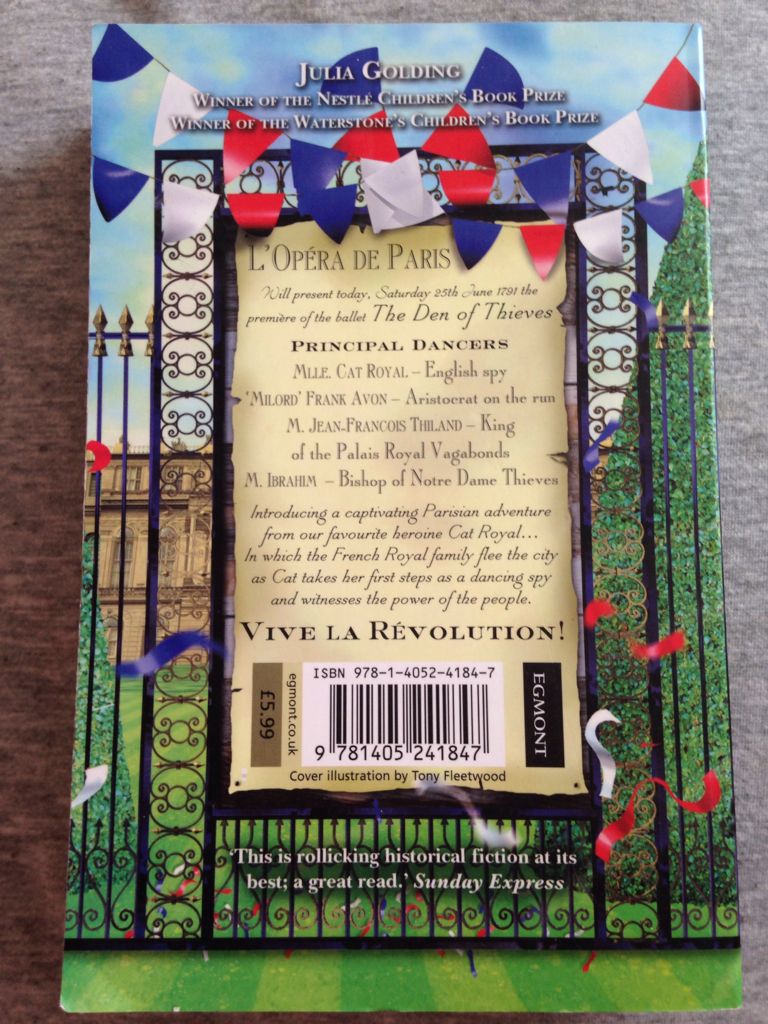 JULIA GOLDING
WINNER OF THE NESTLÉ CHILDREN'S BOOK PRIZE
WINNER OF THE WATERSTONE'S CHILDREN'S BOOK PRIZE
L'OPÉRA DE PARIS
Will present today, Saturday 25th June 1791 the
première of the ballet The Den of Thieves
PRINCIPAL DANCERS
MLLE. CAT ROYAL – English spy
'MILORD' FRANK AVON – Aristocrat on the run
M. JEAN-FRANCOIS THILAND – King
of the Palais Royal Vagabonds
M. IBRAHIM – Bishop of Notre Dame Thieves
Introducing a captivating Parisian adventure
from our favourite heroine Cat Royal...
In which the French Royal family flee the city
as Cat takes her first steps as a dancing spy
and witnesses the power of the people.
VIVE LA RÉVOLUTION!
£5.99
egmont.co.uk
ISBN 978-1-4052-4184-7
9 781405 241847
EGMONT
Cover illustration by Tony Fleetwood
'This is rollicking historical fiction at its
best; a great read.' Sunday Express